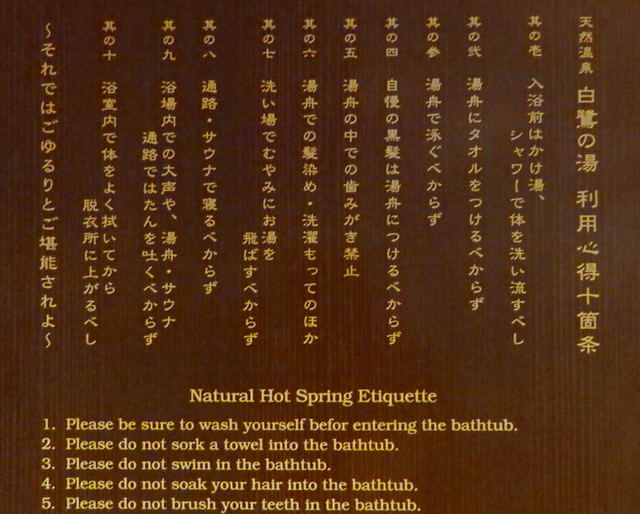 天然温泉 白鷺の湯 利用心得十箇条
其の壱 入浴前はかけ湯、
シャワーで体を洗い流すべし
其の弐 湯舟にタオルをつけるべからず
其の参 湯舟で泳ぐべからず
其の四 自慢の黒髪は湯舟につけるべからず
其の五 湯舟の中での歯みがき禁止
其の六 湯舟での髪染め・洗濯もってのほか
其の七 洗い場でむやみにお湯を
飛ばすべからず
其の八 通路・サウナで寝るべからず
其の九 浴場内での大声や、湯舟・サウナ
通路ではたんを吐くべからず
其の十 浴室内で体をよく拭いてから
脱衣所に上がるべし
～それではごゆるりとご堪能されよ～
Natural Hot Spring Etiquette
1. Please be sure to wash yourself befor entering the bathtub.
2. Please do not sork a towel into the bathtub.
3. Please do not swim in the bathtub.
4. Please do not soak your hair into the bathtub.
5. Please do not brush your teeth in the bathtub.